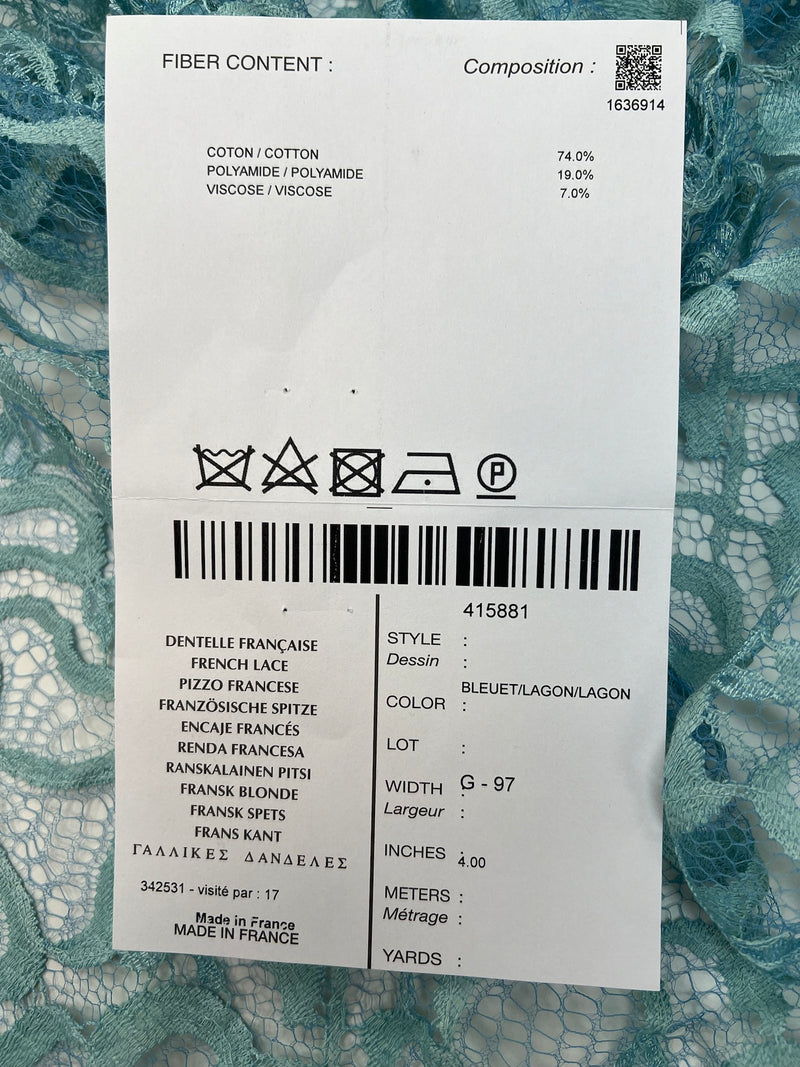 FIBER CONTENT :
Composition :
1636914
COTON / COTTON 74.0%
POLYAMIDE / POLYAMIDE 19.0%
VISCOSE / VISCOSE 7.0%
P
415881
DENTELLE FRANÇAISE
FRENCH LACE
PIZZO FRANCESE
FRANZÖSISCHE SPITZE
ENCAJE FRANCÉS
RENDA FRANCESA
RANSKALAINEN PITSI
FRANSK BLONDE
FRANSK SPETS
FRANS KANT
ΓΑΛΛΙΚΕΣ ΔΑΝΔΕΛΕΣ
342531 - visité par : 17
Made in France
MADE IN FRANCE
STYLE :
Dessin :
BLEUET/LAGON/LAGON
COLOR :
LOT :
WIDTH : G - 97
Largeur :
INCHES : 4.00
METERS :
Métrage :
YARDS :